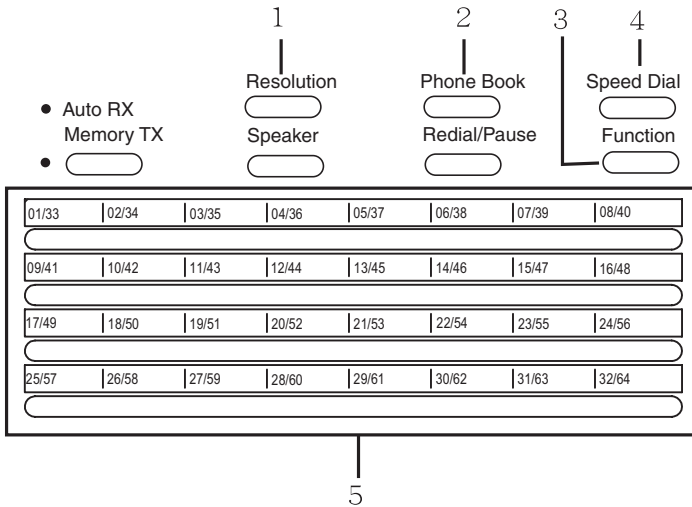 1 2 3 4
Resolution Phone Book Speed Dial
• Auto RX
Memory TX Speaker Redial/Pause Function
•
01/33 02/34 03/35 04/36 05/37 06/38 07/39 08/40
09/41 10/42 11/43 12/44 13/45 14/46 15/47 16/48
17/49 18/50 19/51 20/52 21/53 22/54 23/55 24/56
25/57 26/58 27/59 28/60 29/61 30/62 31/63 32/64
5